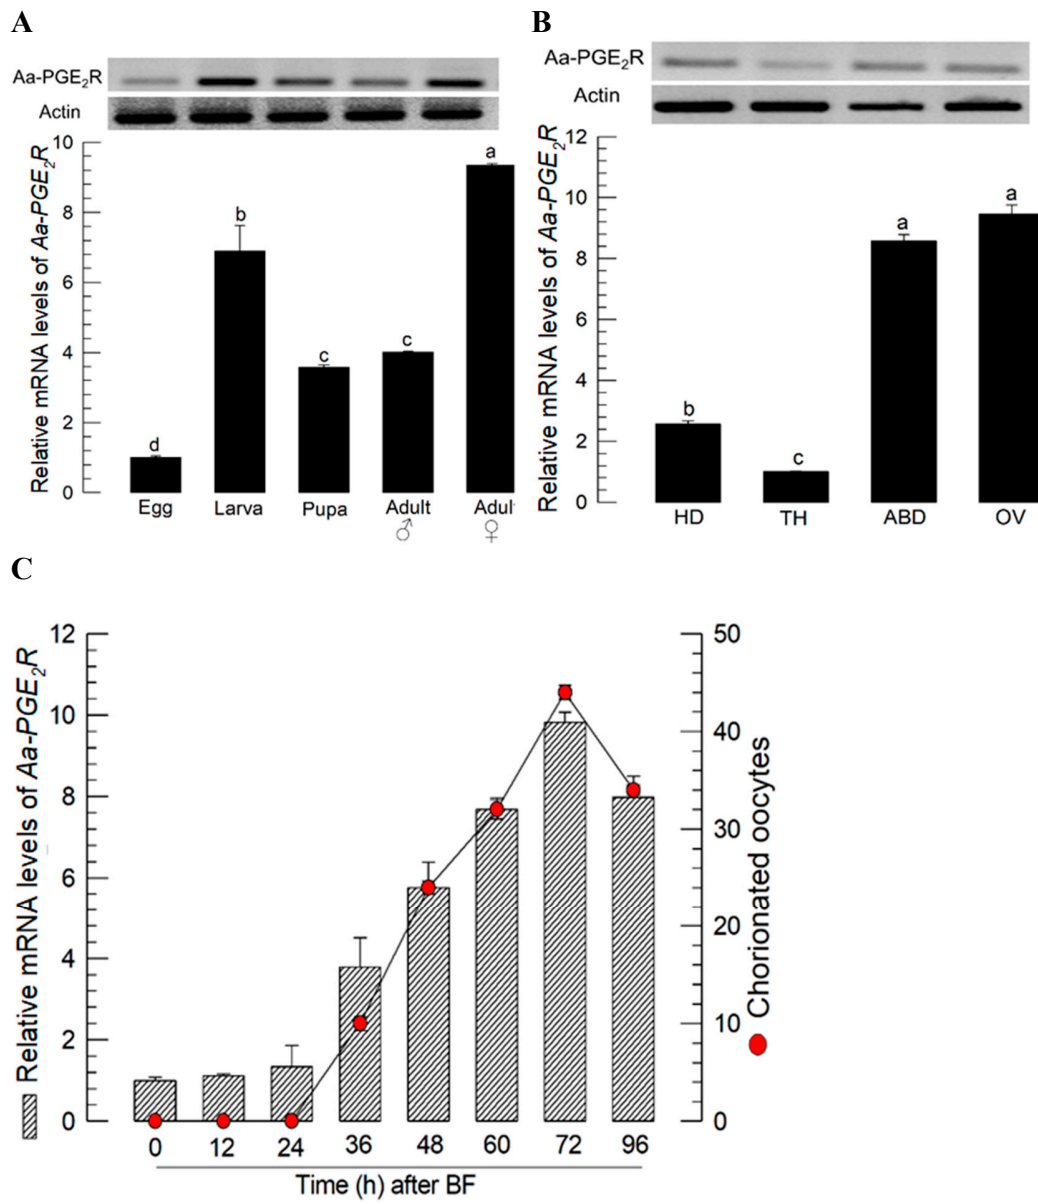 A
Aa-PGE₂R
Actin
Relative mRNA levels of Aa-PGE₂R
10
8
6
4
2
0
d
b
c
c
a
Egg Larva Pupa Adult Adul
♂ ♀
B
Aa-PGE₂R
Actin
Relative mRNA levels of Aa-PGE₂R
12
10
8
6
4
2
0
b
c
a
a
HD TH ABD OV
C
Relative mRNA levels of Aa-PGE₂R
12
10
8
6
4
2
0
50
40
30
20
10
0
Chorionated oocytes
0 12 24 36 48 60 72 96
Time (h) after BF